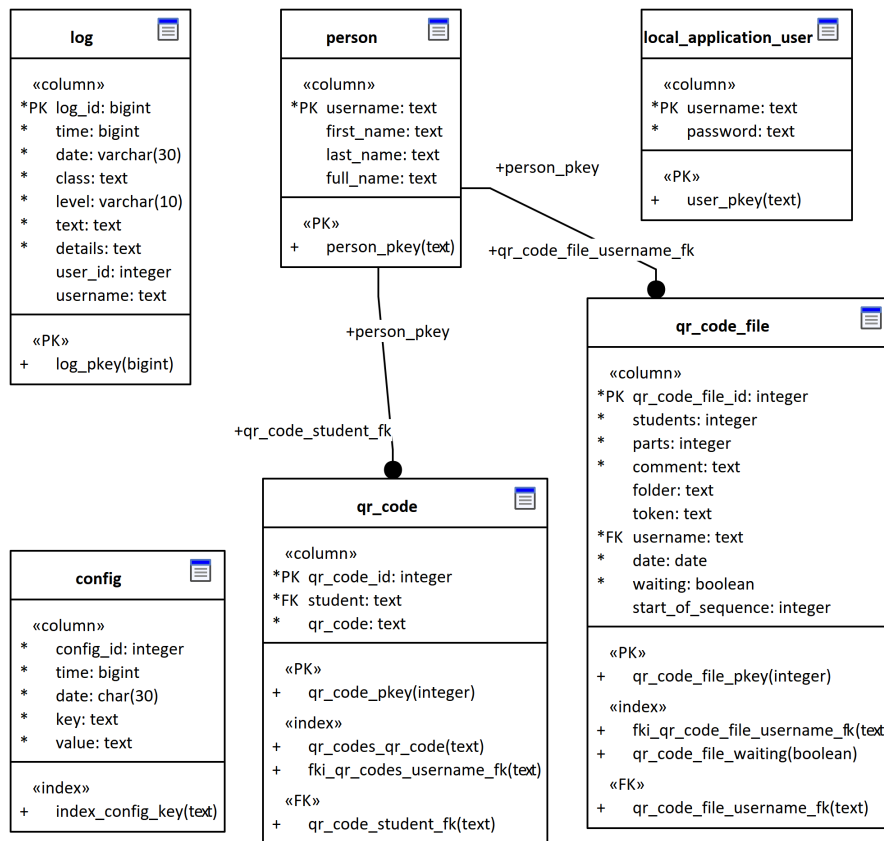 log
«column»
*PK log_id: bigint
* time: bigint
* date: varchar(30)
* class: text
* level: varchar(10)
* text: text
* details: text
user_id: integer
username: text
«PK»
+ log_pkey(bigint)
person
«column»
*PK username: text
first_name: text
last_name: text
full_name: text
«PK»
+ person_pkey(text)
local_application_user
«column»
*PK username: text
* password: text
«PK»
+ user_pkey(text)
+person_pkey
+qr_code_file_username_fk
+person_pkey
+qr_code_student_fk
qr_code_file
«column»
*PK qr_code_file_id: integer
* students: integer
* parts: integer
* comment: text
folder: text
token: text
*FK username: text
* date: date
* waiting: boolean
start_of_sequence: integer
«PK»
+ qr_code_file_pkey(integer)
«index»
+ fki_qr_code_file_username_fk(text
+ qr_code_file_waiting(boolean)
«FK»
+ qr_code_file_username_fk(text)
qr_code
«column»
*PK qr_code_id: integer
*FK student: text
* qr_code: text
«PK»
+ qr_code_pkey(integer)
«index»
+ qr_codes_qr_code(text)
+ fki_qr_codes_username_fk(text)
«FK»
+ qr_code_student_fk(text)
config
«column»
* config_id: integer
* time: bigint
* date: char(30)
* key: text
* value: text
«index»
+ index_config_key(text)